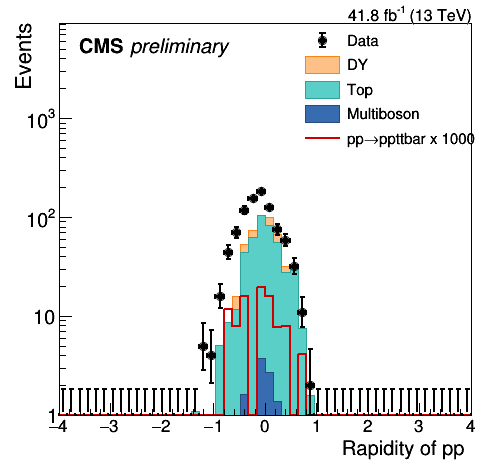 41.8 fb⁻¹ (13 TeV)
CMS preliminary
Data
DY
Top
Multiboson
pp→ppttbar x 1000
Events
10³
10²
10
1
−4 −3 −2 −1 0 1 2 3 4
Rapidity of pp